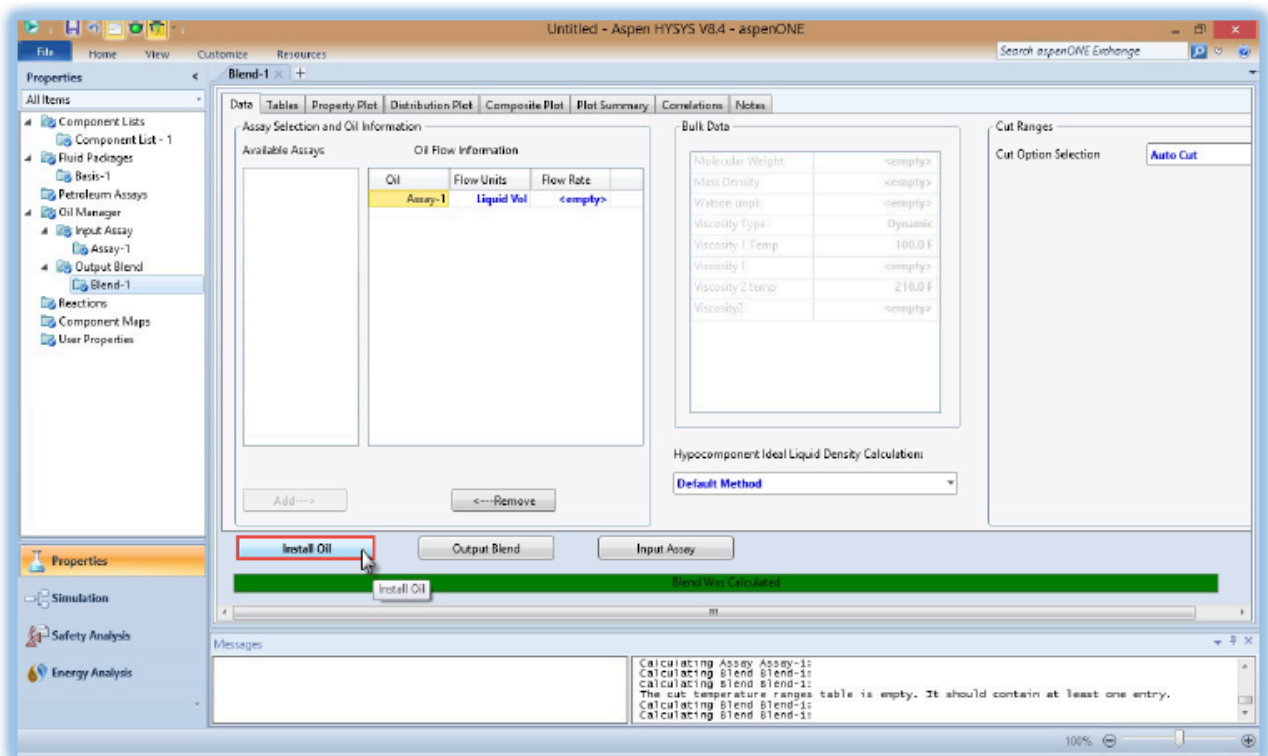 Untitled - Aspen HYSYS V8.4 - aspenONE
File Home View Customize Resources
Search aspenONE Exchange
Properties
All Items
Component Lists
Component List - 1
Fluid Packages
Basis-1
Petroleum Assays
Oil Manager
Input Assay
Assay-1
Output Blend
Blend-1
Reactions
Component Maps
User Properties
Properties
Simulation
Safety Analysis
Energy Analysis
Blend-1
Data Tables Property Plot Distribution Plot Composite Plot Plot Summary Correlations Notes
Assay Selection and Oil Information
Available Assays
Oil Flow Information
Oil Flow Units Flow Rate
Assay-1 Liquid Vol <empty>
Add--->
<---Remove
Bulk Data
Molecular Weight <empty>
Mass Density <empty>
Watson uopk <empty>
Viscosity Type Dynamic
Viscosity 1 Temp 100.0 F
Viscosity 1 <empty>
Viscosity 2 temp 210.0 F
Viscosity2 <empty>
Hypocomponent Ideal Liquid Density Calculation:
Default Method
Cut Ranges
Cut Option Selection Auto Cut
Install Oil
Output Blend
Input Assay
Install Oil
Blend Was Calculated
Messages
Calculating Assay Assay-1:
Calculating Blend Blend-1:
Calculating Blend Blend-1:
The cut temperature ranges table is empty. It should contain at least one entry.
Calculating Blend Blend-1:
Calculating Blend Blend-1:
100%